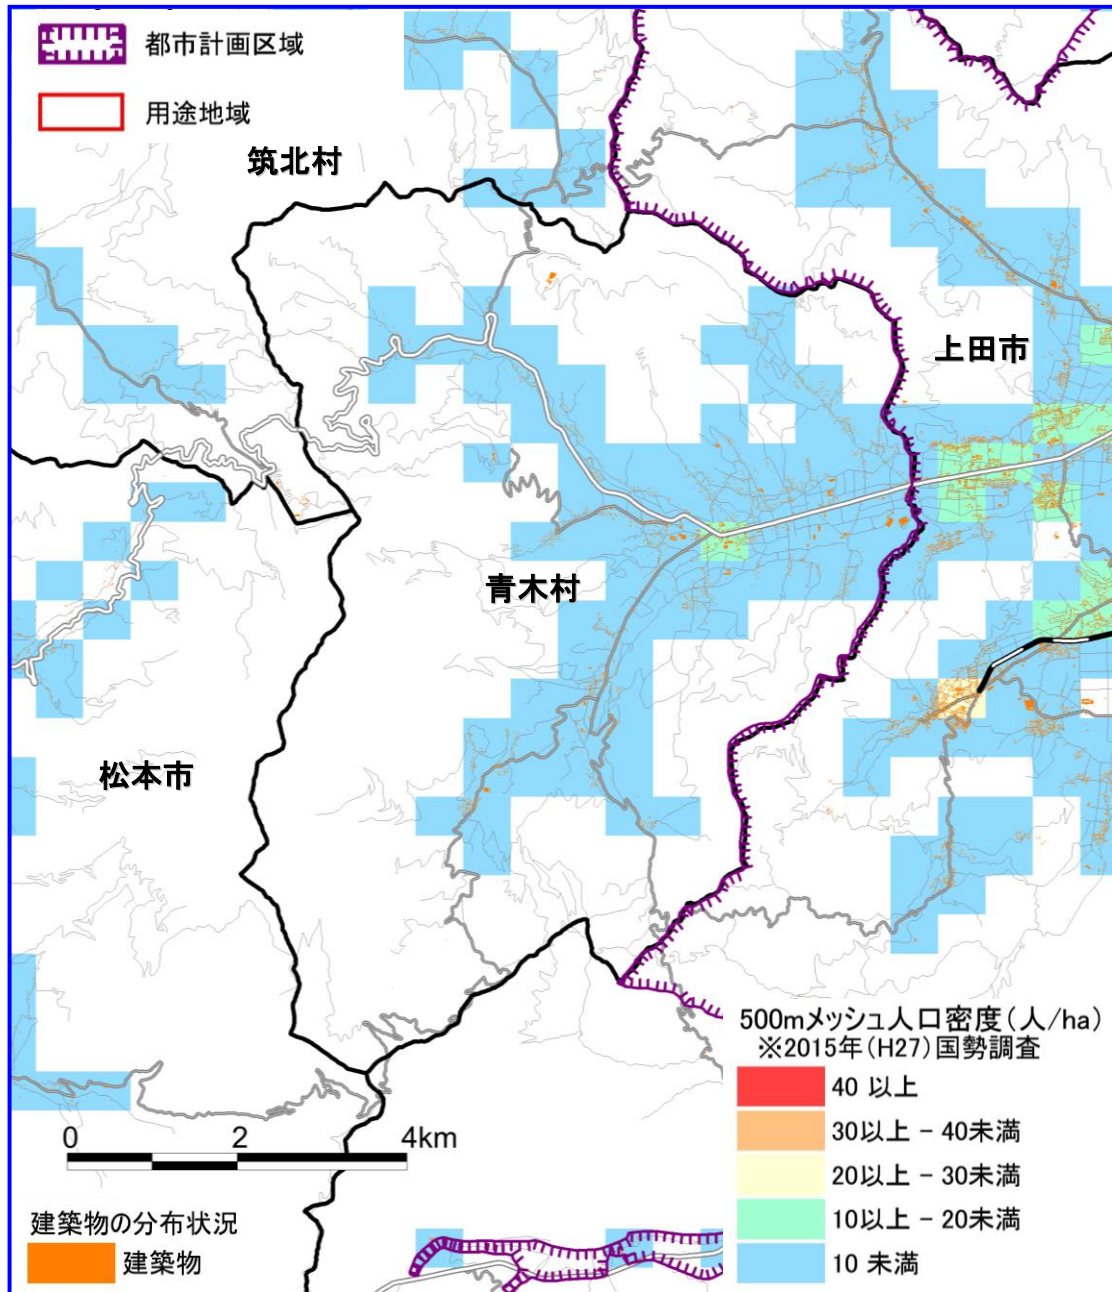 都市計画区域
用途地域
筑北村
上田市
青木村
松本市
500mメッシュ人口密度(人/ha)
※2015年(H27)国勢調査
40 以上
30以上 - 40未満
20以上 - 30未満
10以上 - 20未満
10 未満
0 2 4km
建築物の分布状況
建築物